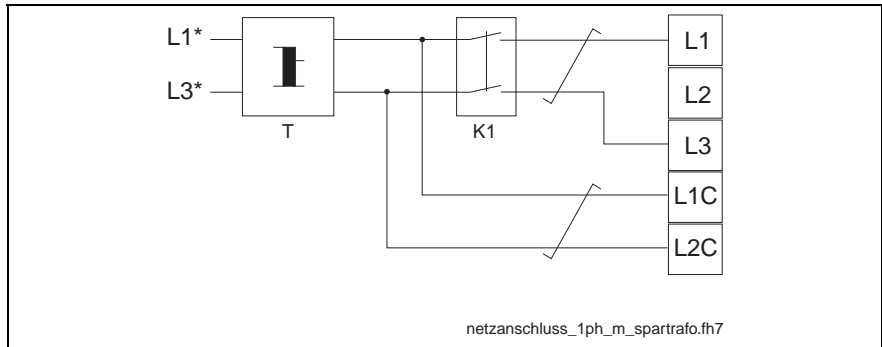 L1*
L3*
T
K1
L1
L2
L3
L1C
L2C
netzanschluss_1ph_m_spartrafo.fh7